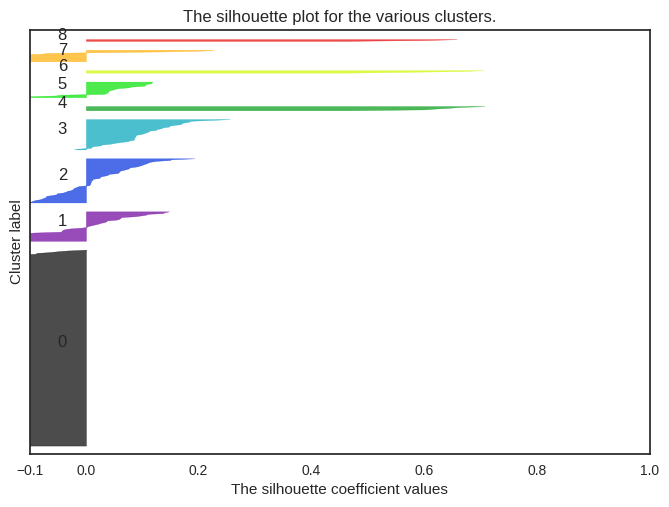 The silhouette plot for the various clusters.
8
7
6
5
4
3
2
1
0
Cluster label
−0.1 0.0 0.2 0.4 0.6 0.8 1.0
The silhouette coefficient values